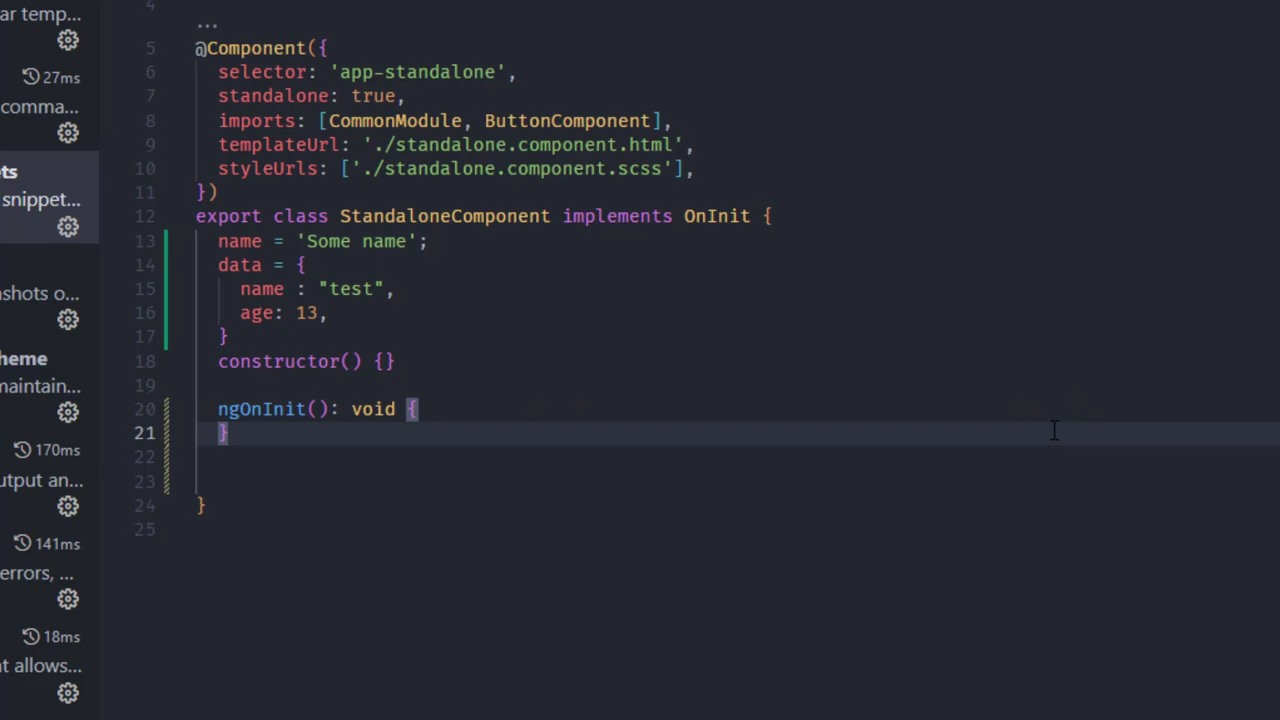 ar temp...
27ms
comma...
ets
snippet...
shots o...
heme
maintain...
170ms
utput an...
141ms
errors, ...
18ms
nt allows...
4
...
5 @Component({
6 selector: 'app-standalone',
7 standalone: true,
8 imports: [CommonModule, ButtonComponent],
9 templateUrl: './standalone.component.html',
10 styleUrls: ['./standalone.component.scss'],
11 })
12 export class StandaloneComponent implements OnInit {
13 name = 'Some name';
14 data = {
15 name : "test",
16 age: 13,
17 }
18 constructor() {}
19
20 ngOnInit(): void {
21 }
22
23
24 }
25